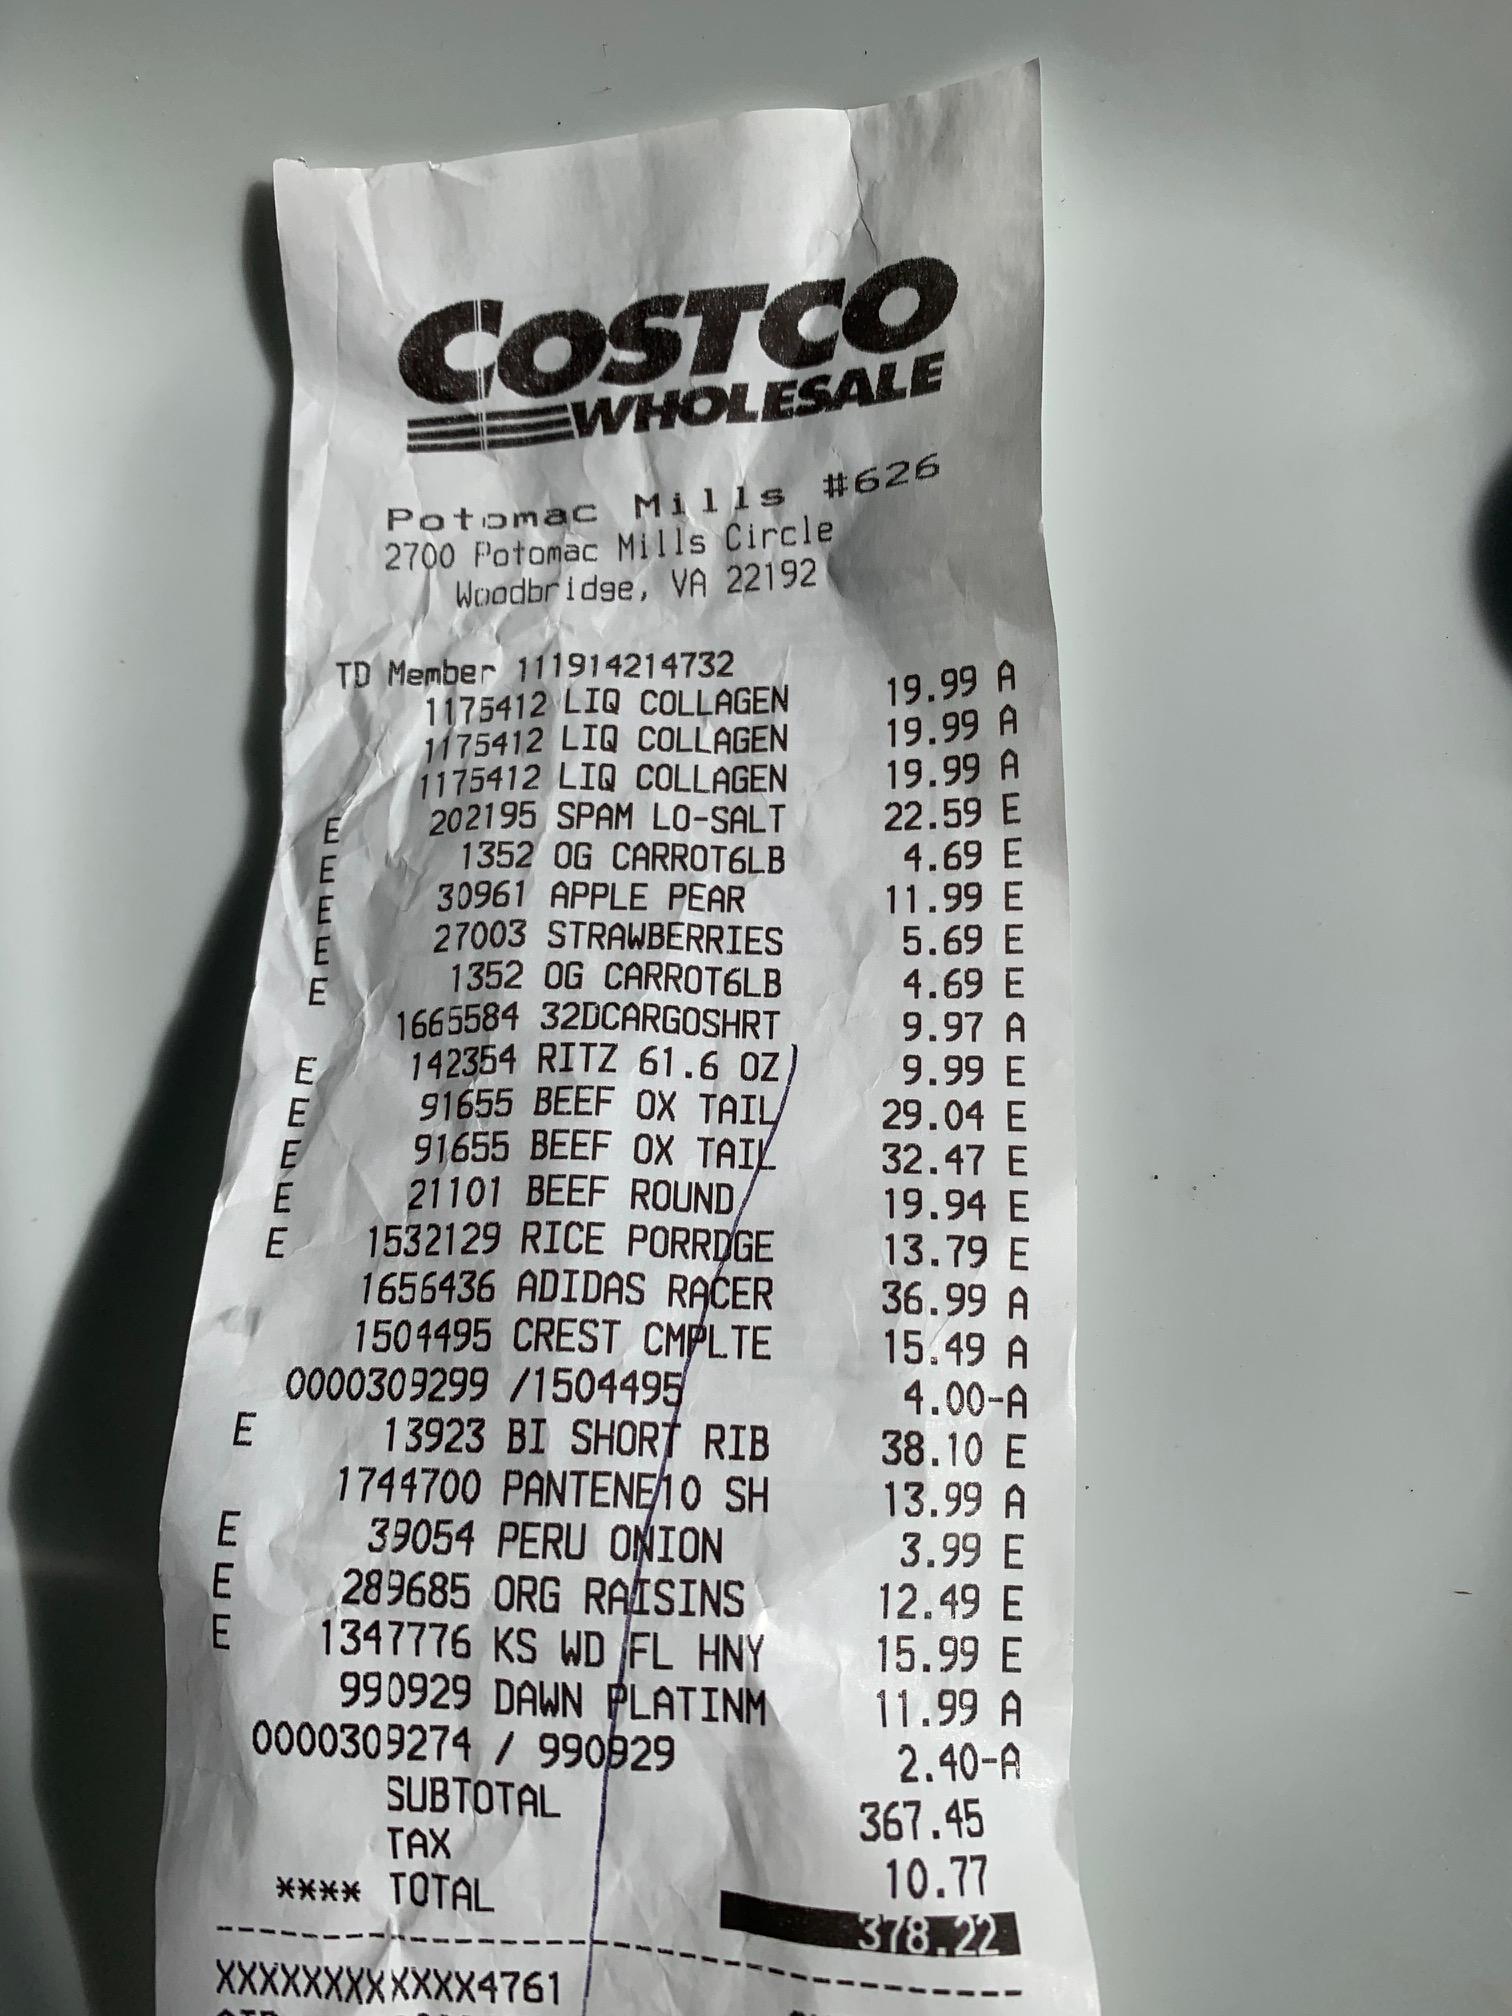 COSTCO
WHOLESALE
Potomac Mills #626
2700 Potomac Mills Circle
Woodbridge, VA 22192
TD Member 111914214732
1175412 LIQ COLLAGEN 19.99 A
1175412 LIQ COLLAGEN 19.99 A
1175412 LIQ COLLAGEN 19.99 A
E 202195 SPAM LO-SALT 22.59 E
E 1352 OG CARROT6LB 4.69 E
E 30961 APPLE PEAR 11.99 E
E 27003 STRAWBERRIES 5.69 E
E 1352 OG CARROT6LB 4.69 E
1665584 32DCARGOSHRT 9.97 A
E 142354 RITZ 61.6 OZ 9.99 E
E 91655 BEEF OX TAIL 29.04 E
E 91655 BEEF OX TAIL 32.47 E
E 21101 BEEF ROUND 19.94 E
E 1532129 RICE PORRDGE 13.79 E
1656436 ADIDAS RACER 36.99 A
1504495 CREST CMPLTE 15.49 A
0000309299 /1504495 4.00-A
E 13923 BI SHORT RIB 38.10 E
1744700 PANTENE10 SH 13.99 A
E 39054 PERU ONION 3.99 E
E 289685 ORG RAISINS 12.49 E
E 1347776 KS WD FL HNY 15.99 E
990929 DAWN PLATINM 11.99 A
0000309274 / 990929 2.40-A
SUBTOTAL 367.45
TAX 10.77
**** TOTAL 378.22
XXXXXXXXXXXX4761